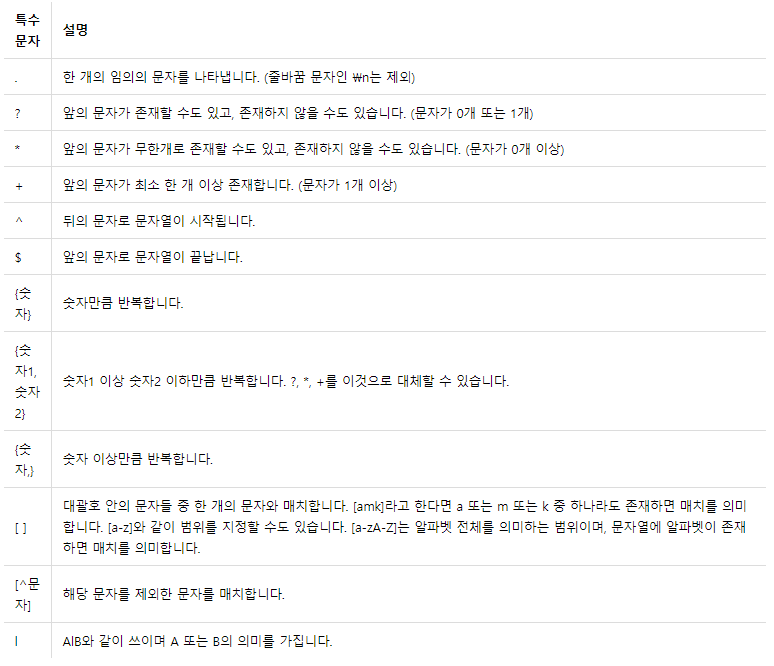 특수
문자
설명
.
한 개의 임의의 문자를 나타냅니다. (줄바꿈 문자인 ₩n는 제외)
?
앞의 문자가 존재할 수도 있고, 존재하지 않을 수도 있습니다. (문자가 0개 또는 1개)
*
앞의 문자가 무한개로 존재할 수도 있고, 존재하지 않을 수도 있습니다. (문자가 0개 이상)
+
앞의 문자가 최소 한 개 이상 존재합니다. (문자가 1개 이상)
^
뒤의 문자로 문자열이 시작됩니다.
$
앞의 문자로 문자열이 끝납니다.
{숫
자}
숫자만큼 반복합니다.
{숫
자1,
숫자
2}
숫자1 이상 숫자2 이하만큼 반복합니다. ?, *, +를 이것으로 대체할 수 있습니다.
{숫
자,}
숫자 이상만큼 반복합니다.
[ ]
대괄호 안의 문자들 중 한 개의 문자와 매치합니다. [amk]라고 한다면 a 또는 m 또는 k 중 하나라도 존재하면 매치를 의미
합니다. [a-z]와 같이 범위를 지정할 수도 있습니다. [a-zA-Z]는 알파벳 전체를 의미하는 범위이며, 문자열에 알파벳이 존재
하면 매치를 의미합니다.
[^문
자]
해당 문자를 제외한 문자를 매치합니다.
l
AlB와 같이 쓰이며 A 또는 B의 의미를 가집니다.